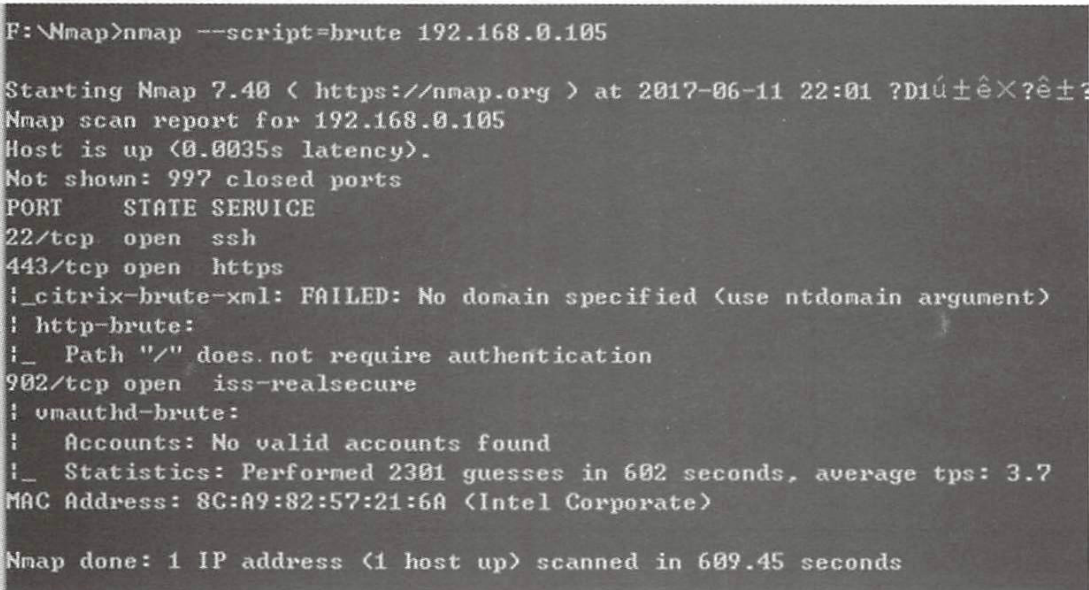 F:\Nmap>nmap --script=brute 192.168.0.105
Starting Nmap 7.40 ( https://nmap.org ) at 2017-06-11 22:01 ?D1ú±ê×?ê±?
Nmap scan report for 192.168.0.105
Host is up (0.0035s latency).
Not shown: 997 closed ports
PORT    STATE SERVICE
22/tcp  open  ssh
443/tcp open  https
|_citrix-brute-xml: FAILED: No domain specified (use ntdomain argument)
| http-brute:
|_  Path "/" does not require authentication
902/tcp open  iss-realsecure
| vmauthd-brute:
|   Accounts: No valid accounts found
|_  Statistics: Performed 2301 guesses in 602 seconds, average tps: 3.7
MAC Address: 8C:A9:82:57:21:6A (Intel Corporate)
Nmap done: 1 IP address (1 host up) scanned in 609.45 seconds